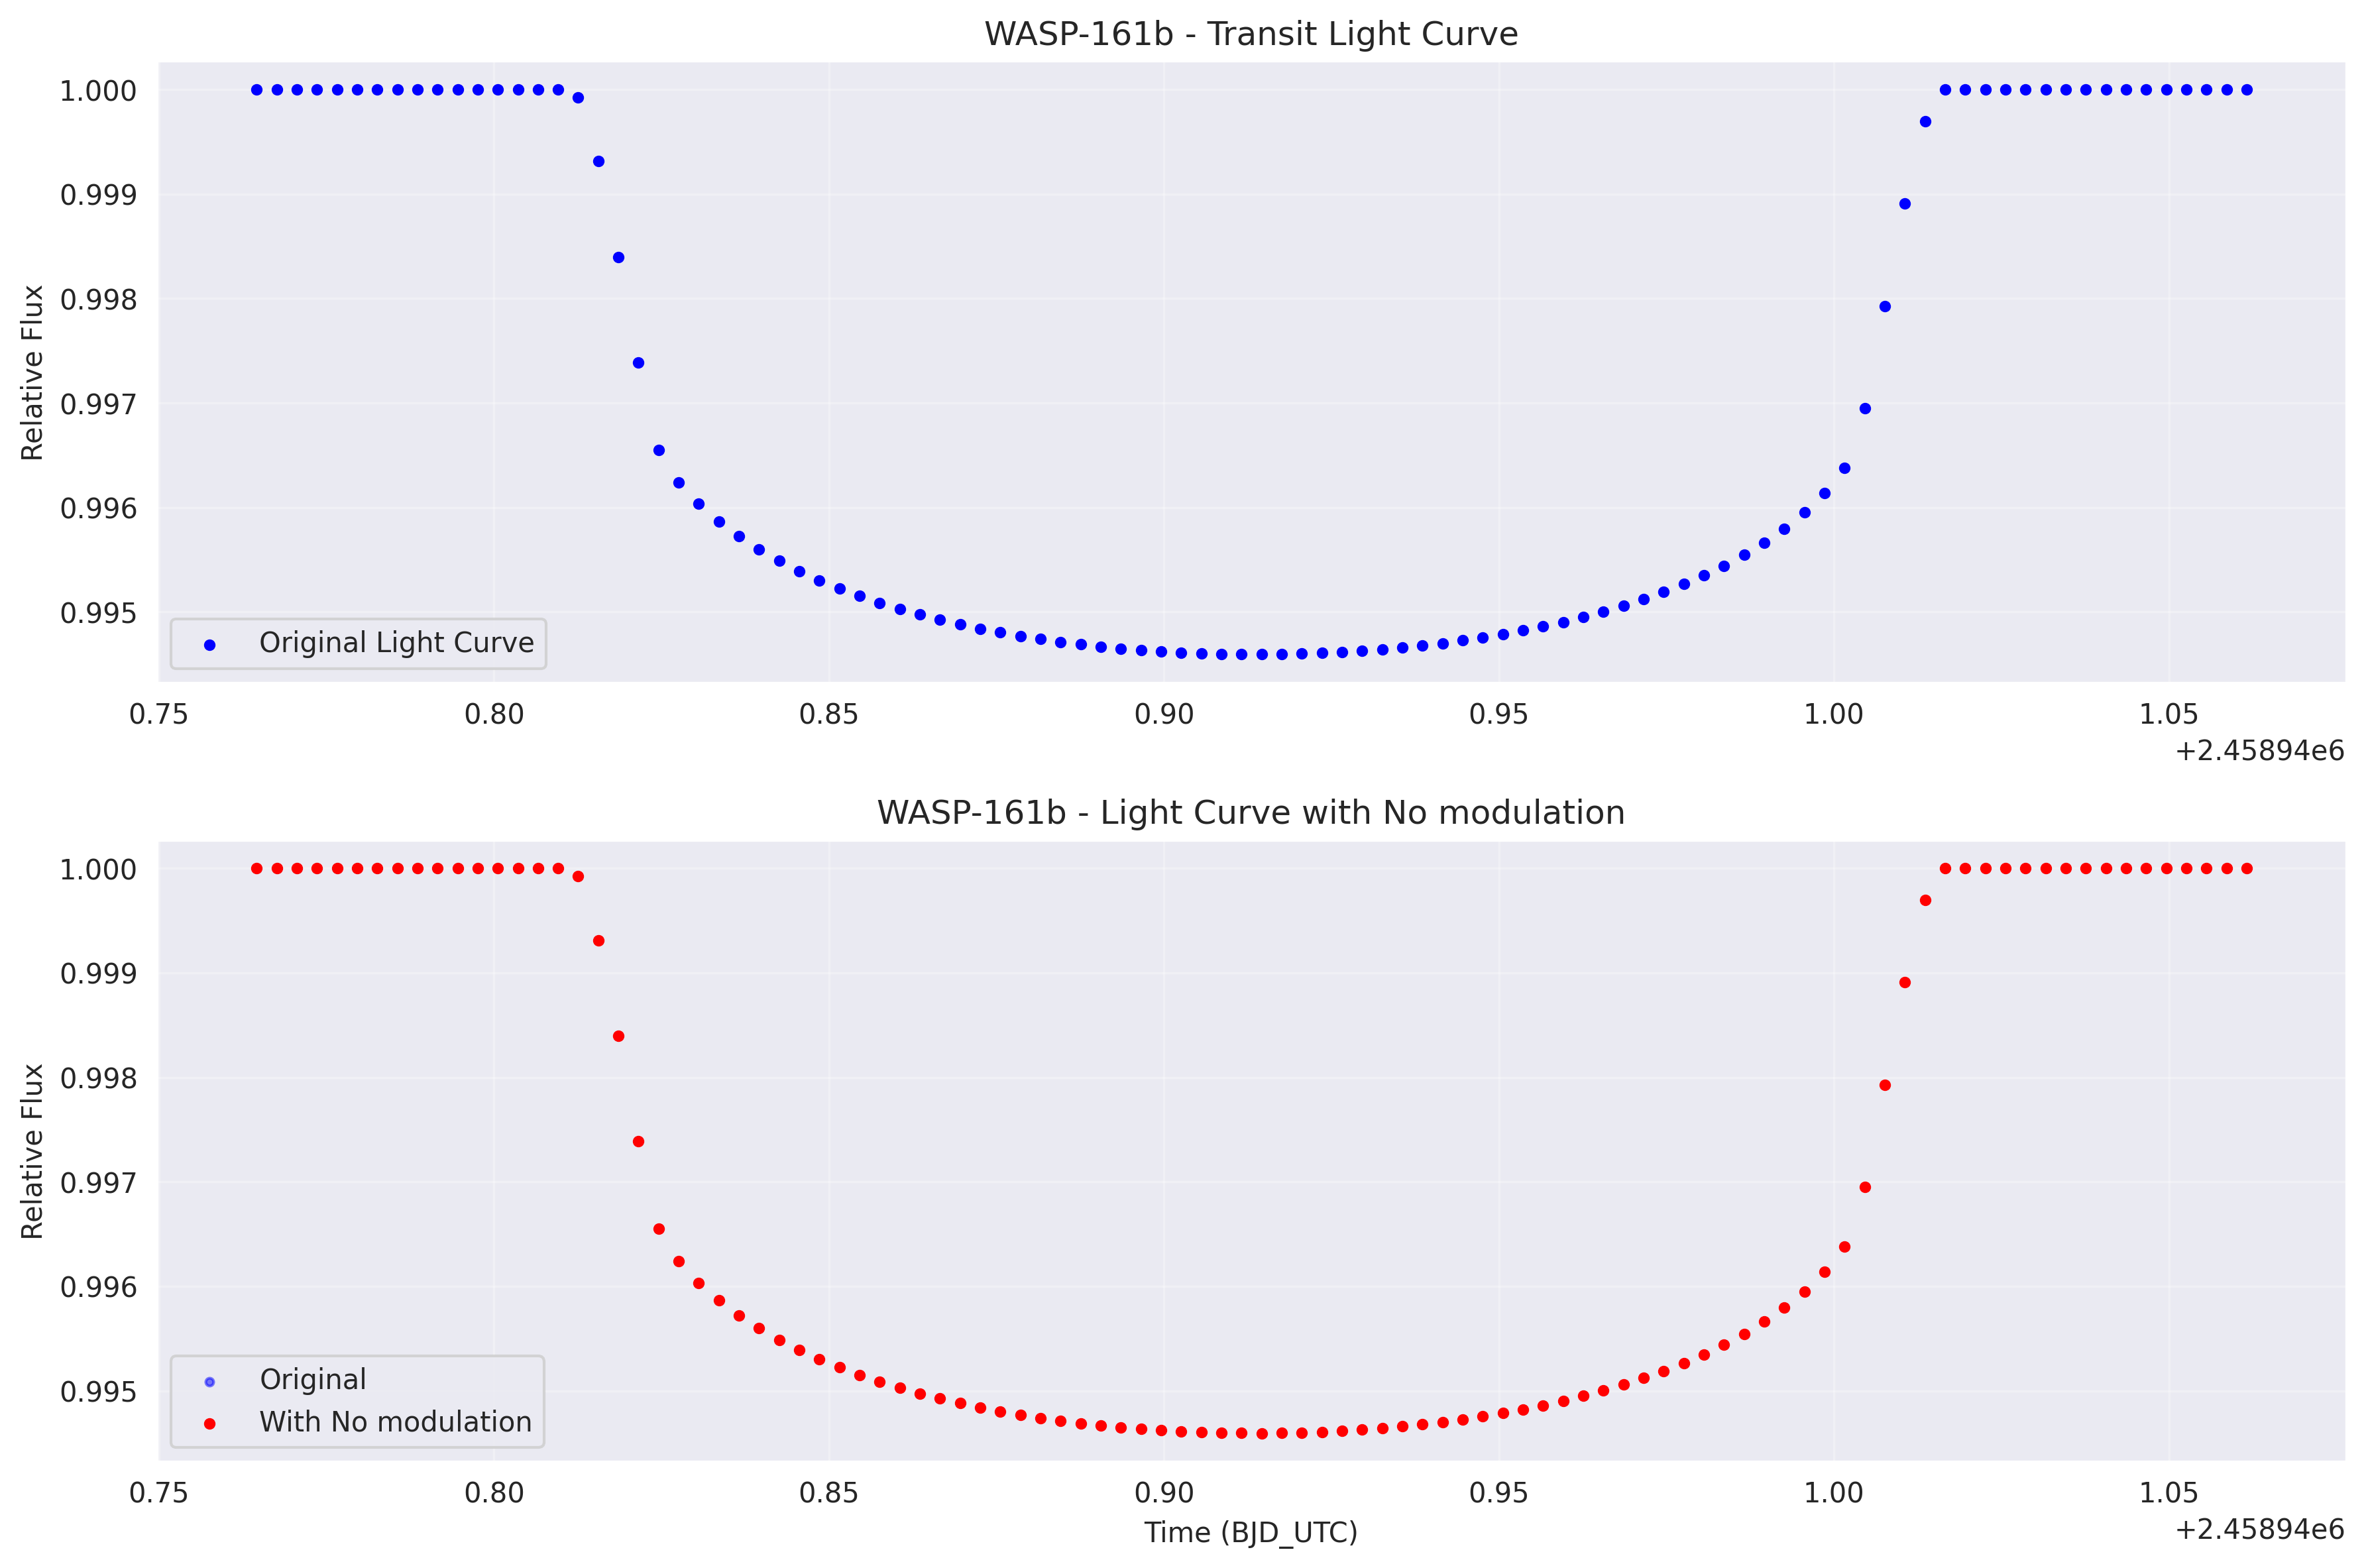 WASP-161b - Transit Light Curve
1.000
0.999
0.998
0.997
0.996
0.995
Relative Flux
Original Light Curve
0.75 0.80 0.85 0.90 0.95 1.00 1.05
+2.45894e6
WASP-161b - Light Curve with No modulation
1.000
0.999
0.998
0.997
0.996
0.995
Relative Flux
Original
With No modulation
0.75 0.80 0.85 0.90 0.95 1.00 1.05
Time (BJD_UTC)
+2.45894e6